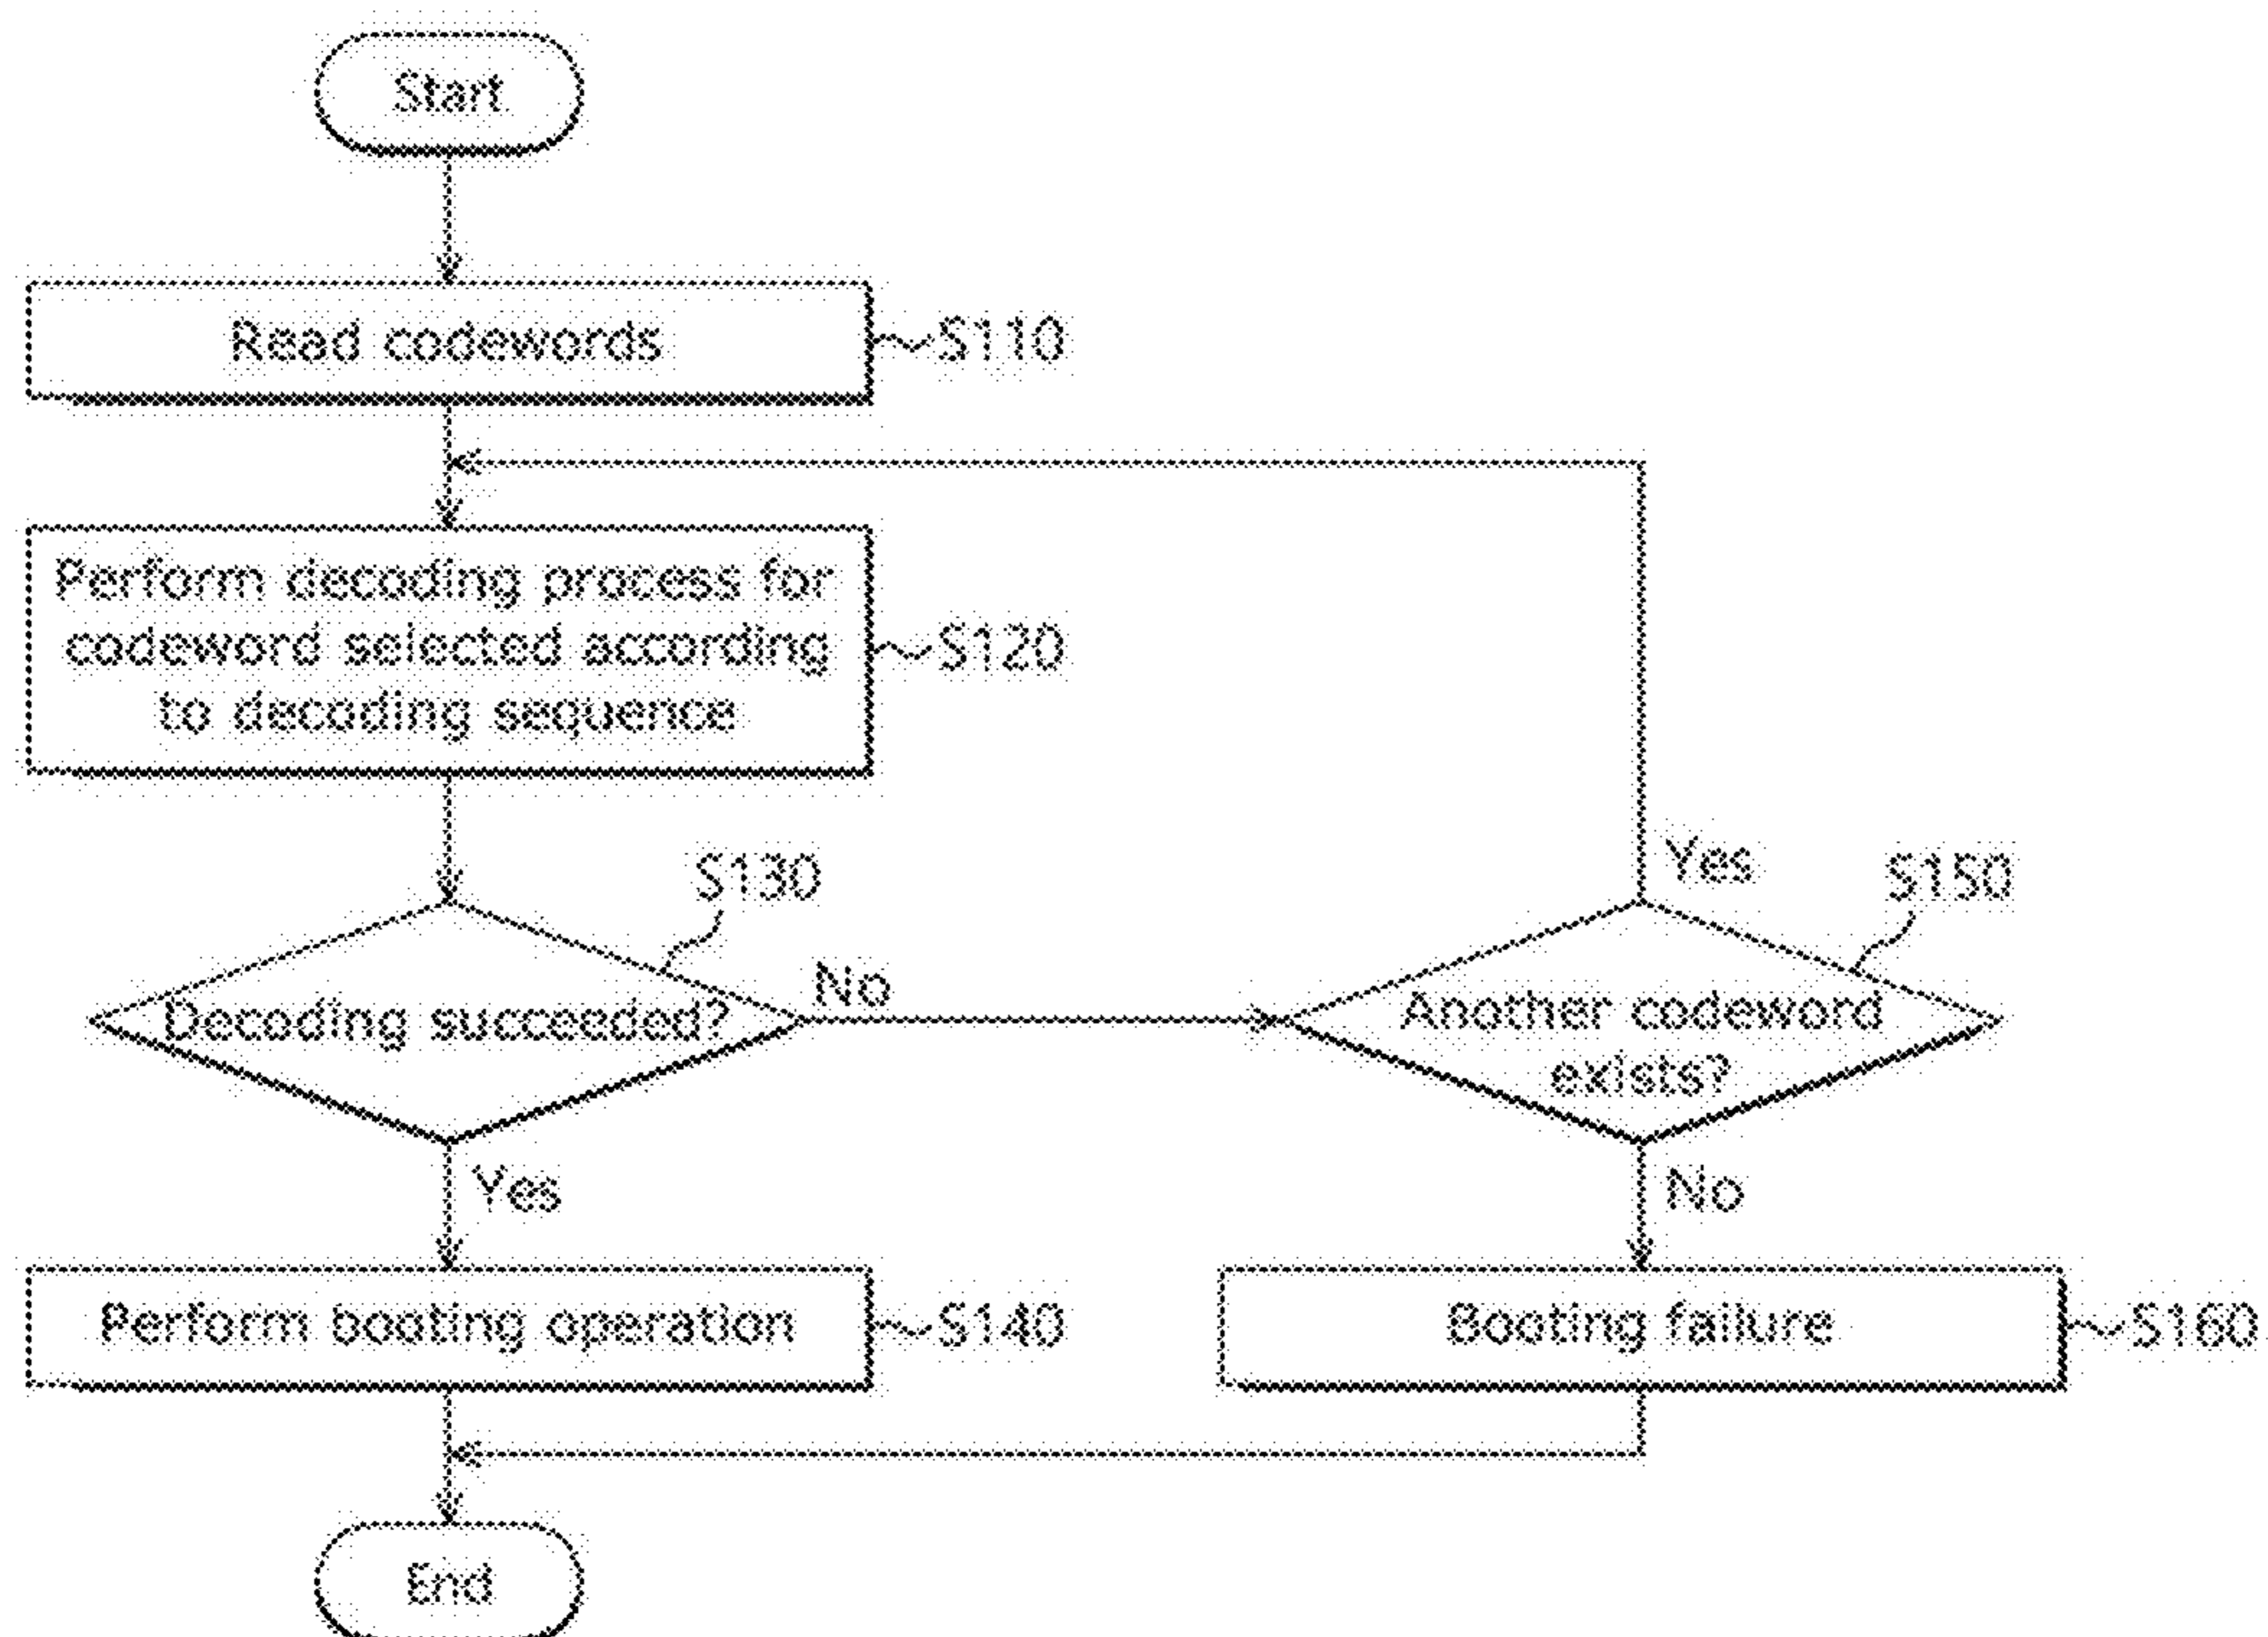 Start
Read codewords
S110
Perform decoding process for
codeword selected according
to decoding sequence
S120
S130
Decoding succeeded?
No
Yes
S150
Another codeword
exists?
Yes
No
Perform booting operation
S140
Booting failure
S160
End